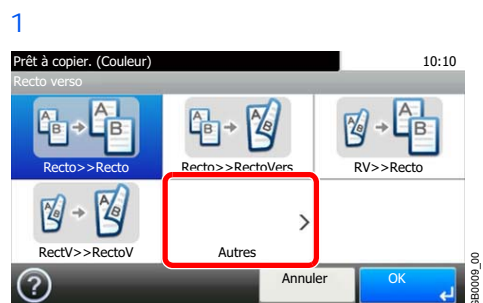 1
Prêt à copier. (Couleur) 10:10
Recto verso
A B A B
A B A B
A B A B
Recto>>Recto Recto>>RectoVers RV>>Recto
A B A B
RectV>>RectoV Autres
? Annuler OK